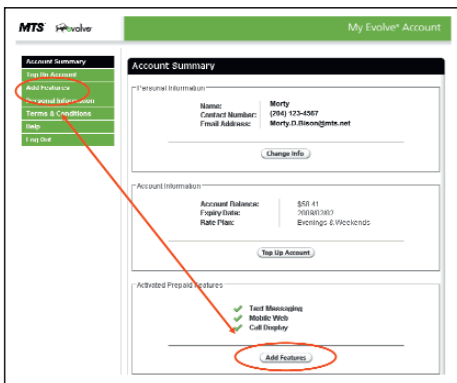 MTS evolve My Evolve* Account
Account Summary
Top Up Account
Add Features
Personal Information
Terms & Conditions
Help
Log Out
Account Summary
Personal Information
Name: Morty
Contact Number: (204) 123-4567
Email Address: Morty.D.Bison@mts.net
Change Info
Account Information
Account Balance: $58.41
Expiry Date: 2009/02/02
Rate Plan: Evenings & Weekends
Top Up Account
Activated Prepaid Features
Text Messaging
Mobile Web
Call Display
Add Features